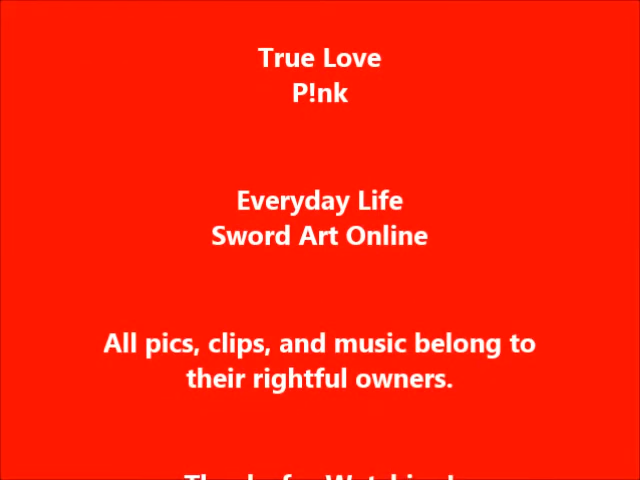 True Love
P!nk
Everyday Life
Sword Art Online
All pics, clips, and music belong to
their rightful owners.